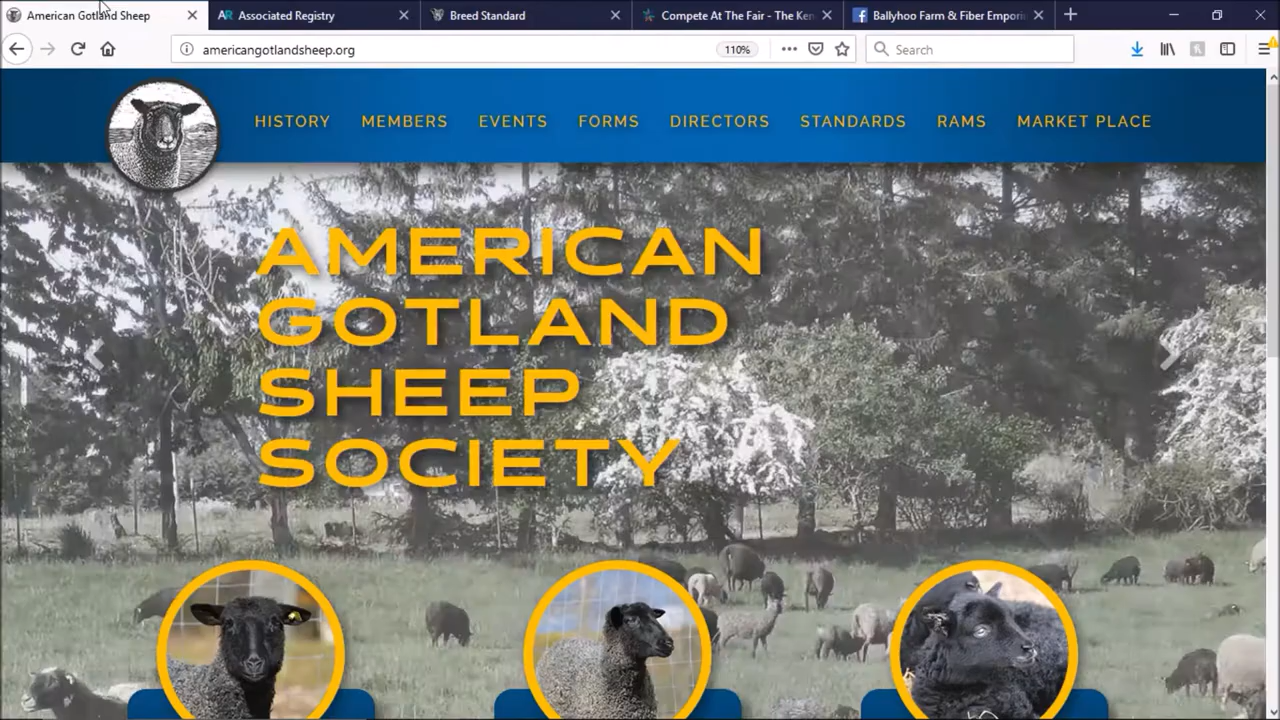 American Gotland Sheep
Associated Registry
Breed Standard
Compete At The Fair - The Ken
Ballyhoo Farm & Fiber Empori
americangotlandsheep.org
110%
Search
HISTORY
MEMBERS
EVENTS
FORMS
DIRECTORS
STANDARDS
RAMS
MARKET PLACE
AMERICAN
GOTLAND
SHEEP
SOCIETY